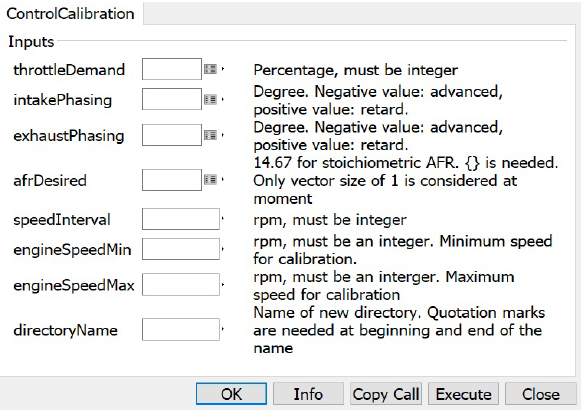 ControlCalibration
Inputs
throttleDemand Percentage, must be integer
intakePhasing Degree. Negative value: advanced,
positive value: retard.
exhaustPhasing Degree. Negative value: advanced,
positive value: retard.
14.67 for stoichiometric AFR. {} is needed.
afrDesired Only vector size of 1 is considered at
moment
speedInterval rpm, must be integer
engineSpeedMin rpm, must be an integer. Minimum speed
for calibration.
engineSpeedMax rpm, must be an interger. Maximum
speed for calibration
Name of new directory. Quotation marks
directoryName are needed at beginning and end of the
name
OK Info Copy Call Execute Close